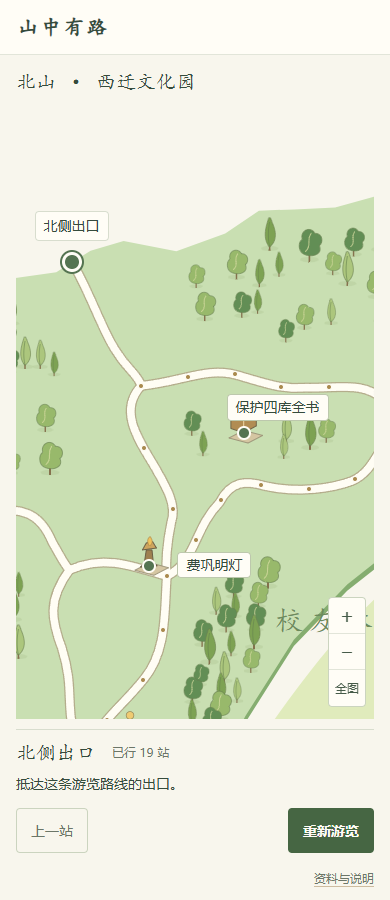 山中有路
北山 • 西迁文化园
北侧出口
保护四库全书
费巩明灯
校友
+
−
全图
北侧出口 已行 19 站
抵达这条游览路线的出口。
上一站 重新游览
资料与说明